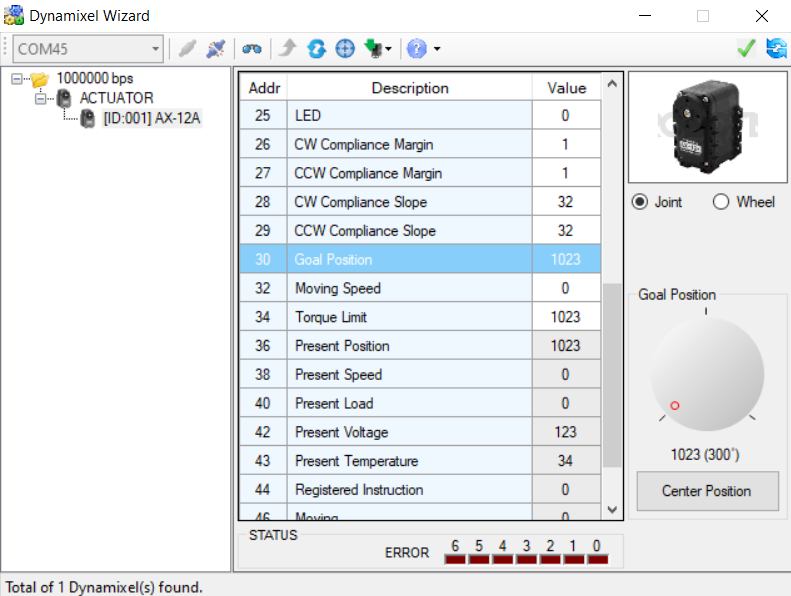 Dynamixel Wizard
COM45
1000000 bps
ACTUATOR
[ID:001] AX-12A
Addr Description Value
25 LED 0
26 CW Compliance Margin 1
27 CCW Compliance Margin 1
28 CW Compliance Slope 32
29 CCW Compliance Slope 32
30 Goal Position 1023
32 Moving Speed 0
34 Torque Limit 1023
36 Present Position 1023
38 Present Speed 0
40 Present Load 0
42 Present Voltage 123
43 Present Temperature 34
44 Registered Instruction 0
46 Moving 0
STATUS
ERROR 6 5 4 3 2 1 0
Joint Wheel
Goal Position
1023 (300˚)
Center Position
Total of 1 Dynamixel(s) found.